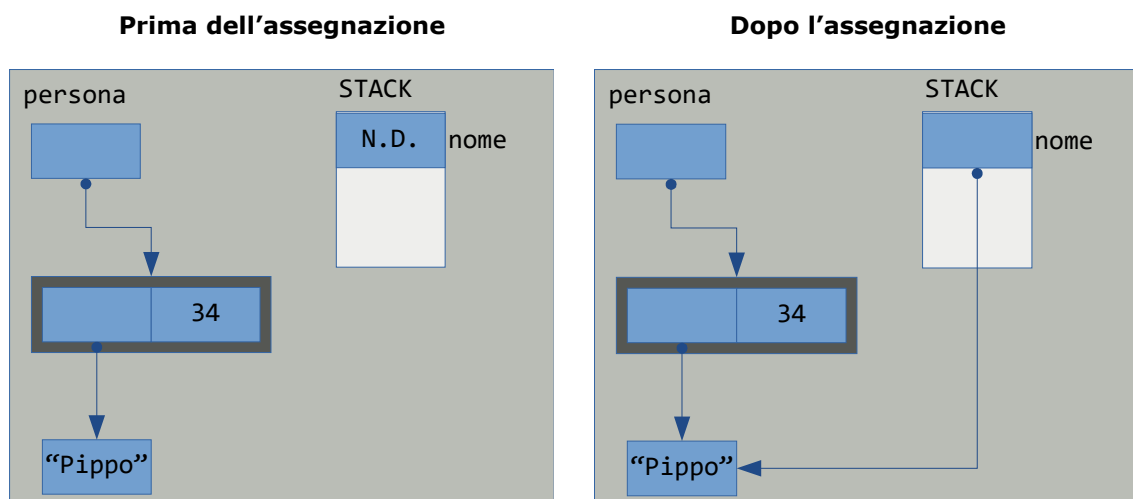 Prima dell’assegnazione
persona
STACK
N.D.
nome
34
“Pippo”
Dopo l’assegnazione
persona
STACK
nome
34
“Pippo”